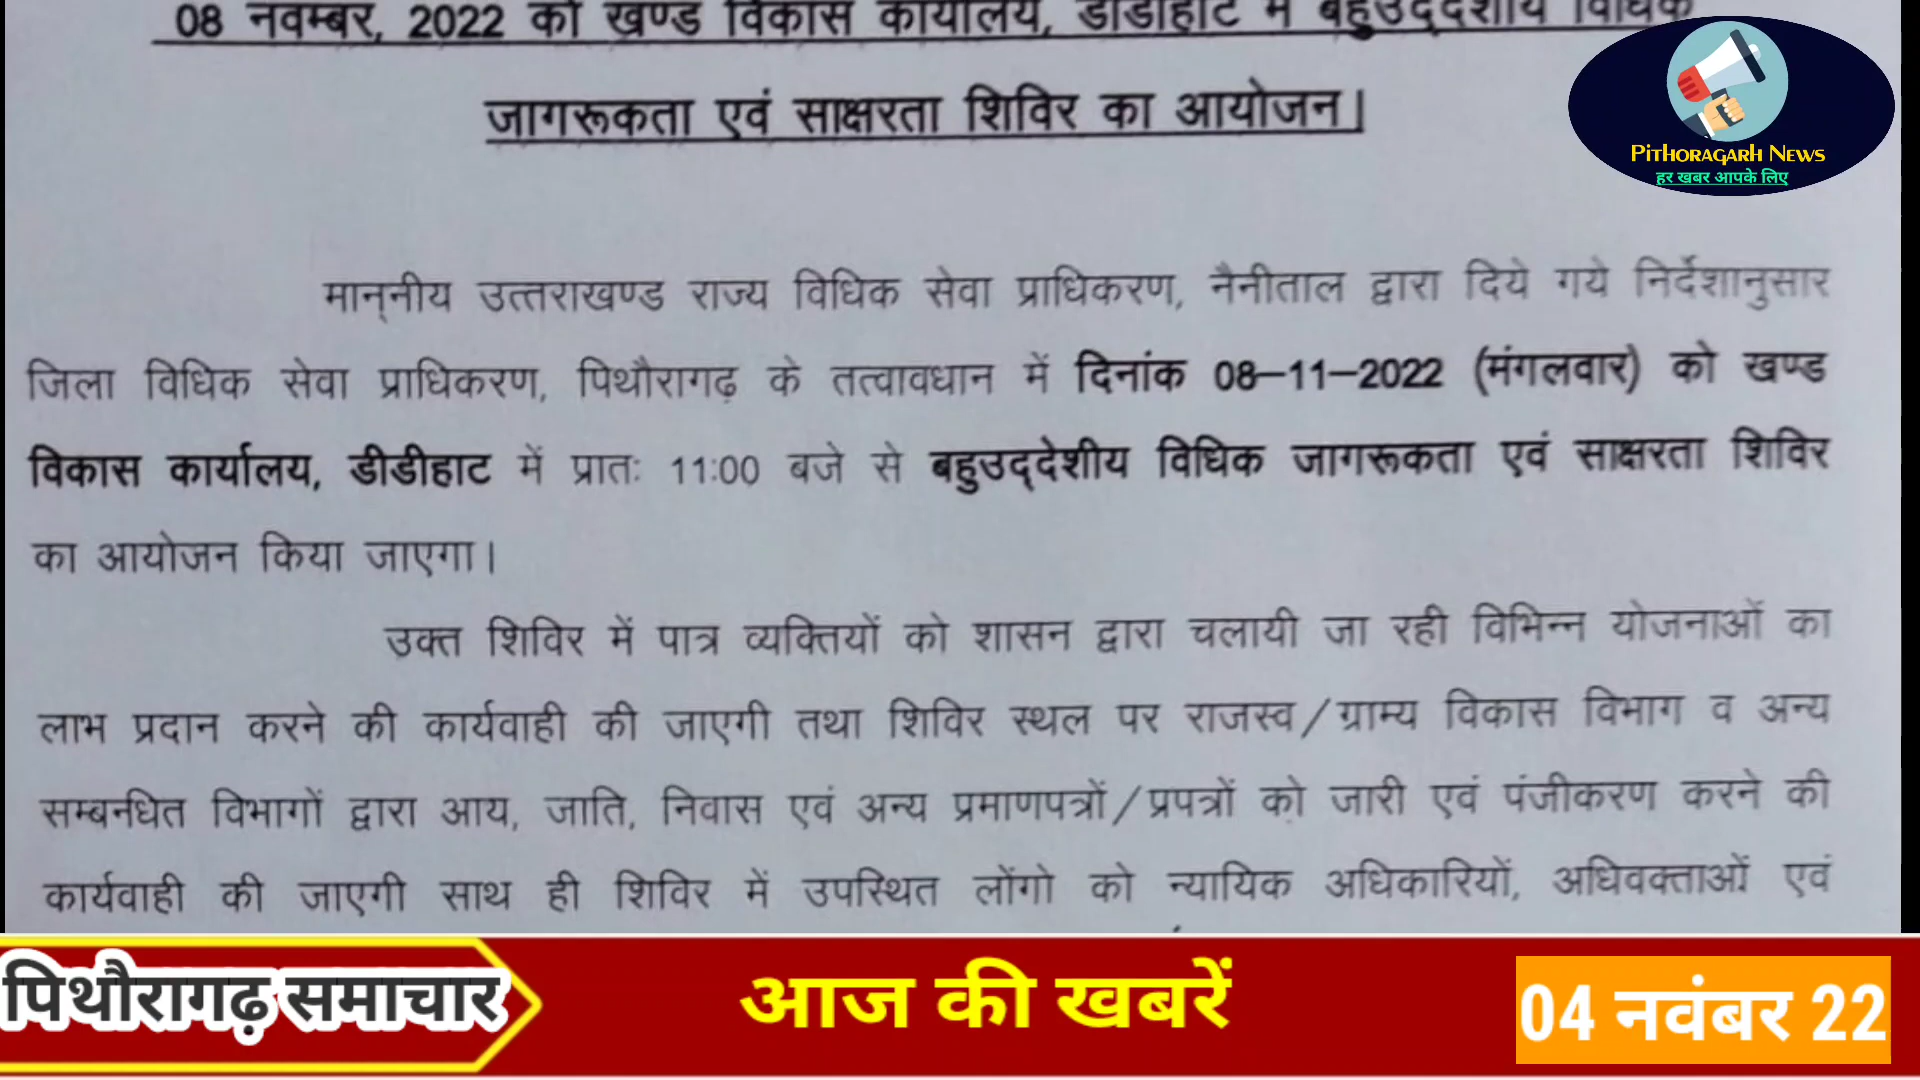 08 नवम्बर, 2022 को खण्ड विकास कार्यालय, डीडीहाट में बहुउद्देशीय विधिक
जागरूकता एवं साक्षरता शिविर का आयोजन।
PITHORAGARH NEWS
हर खबर आपके लिए
मान्नीय उत्तराखण्ड राज्य विधिक सेवा प्राधिकरण, नैनीताल द्वारा दिये गये निर्देशानुसार
जिला विधिक सेवा प्राधिकरण, पिथौरागढ़ के तत्वावधान में दिनांक 08–11–2022 (मंगलवार) को खण्ड
विकास कार्यालय, डीडीहाट में प्रातः 11:00 बजे से बहुउद्देशीय विधिक जागरूकता एवं साक्षरता शिविर
का आयोजन किया जाएगा।
उक्त शिविर में पात्र व्यक्तियों को शासन द्वारा चलायी जा रही विभिन्न योजनाओं का
लाभ प्रदान करने की कार्यवाही की जाएगी तथा शिविर स्थल पर राजस्व/ग्राम्य विकास विभाग व अन्य
सम्बन्धित विभागों द्वारा आय, जाति, निवास एवं अन्य प्रमाणपत्रों/प्रपत्रों को जारी एवं पंजीकरण करने की
कार्यवाही की जाएगी साथ ही शिविर में उपस्थित लोंगो को न्यायिक अधिकारियों, अधिवक्ताओं एवं
पिथौरागढ़ समाचार
आज की खबरें
04 नवंबर 22